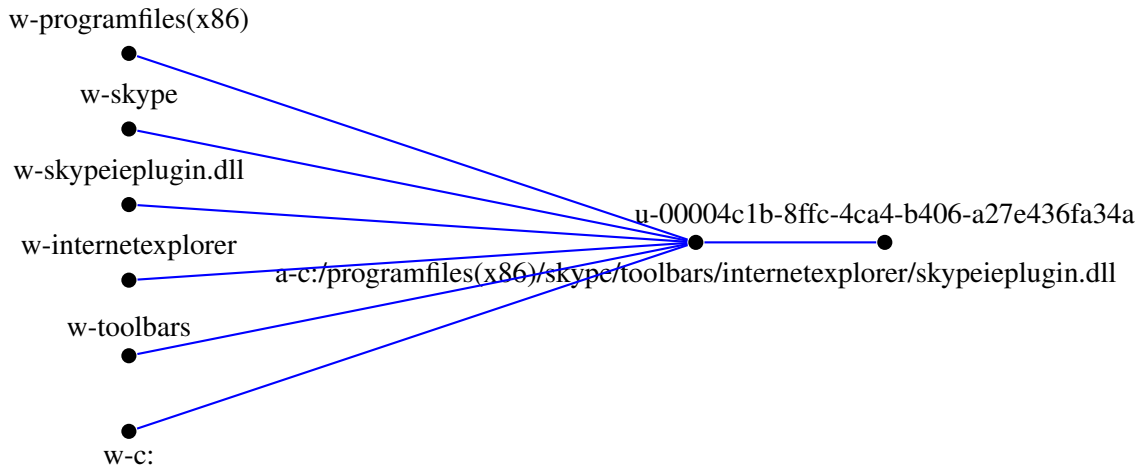 w-programfiles(x86)
w-skype
w-skypeieplugin.dll
u-00004c1b-8ffc-4ca4-b406-a27e436fa34a
w-internetexplorer
a-c:/programfiles(x86)/skype/toolbars/internetexplorer/skypeieplugin.dll
w-toolbars
w-c: